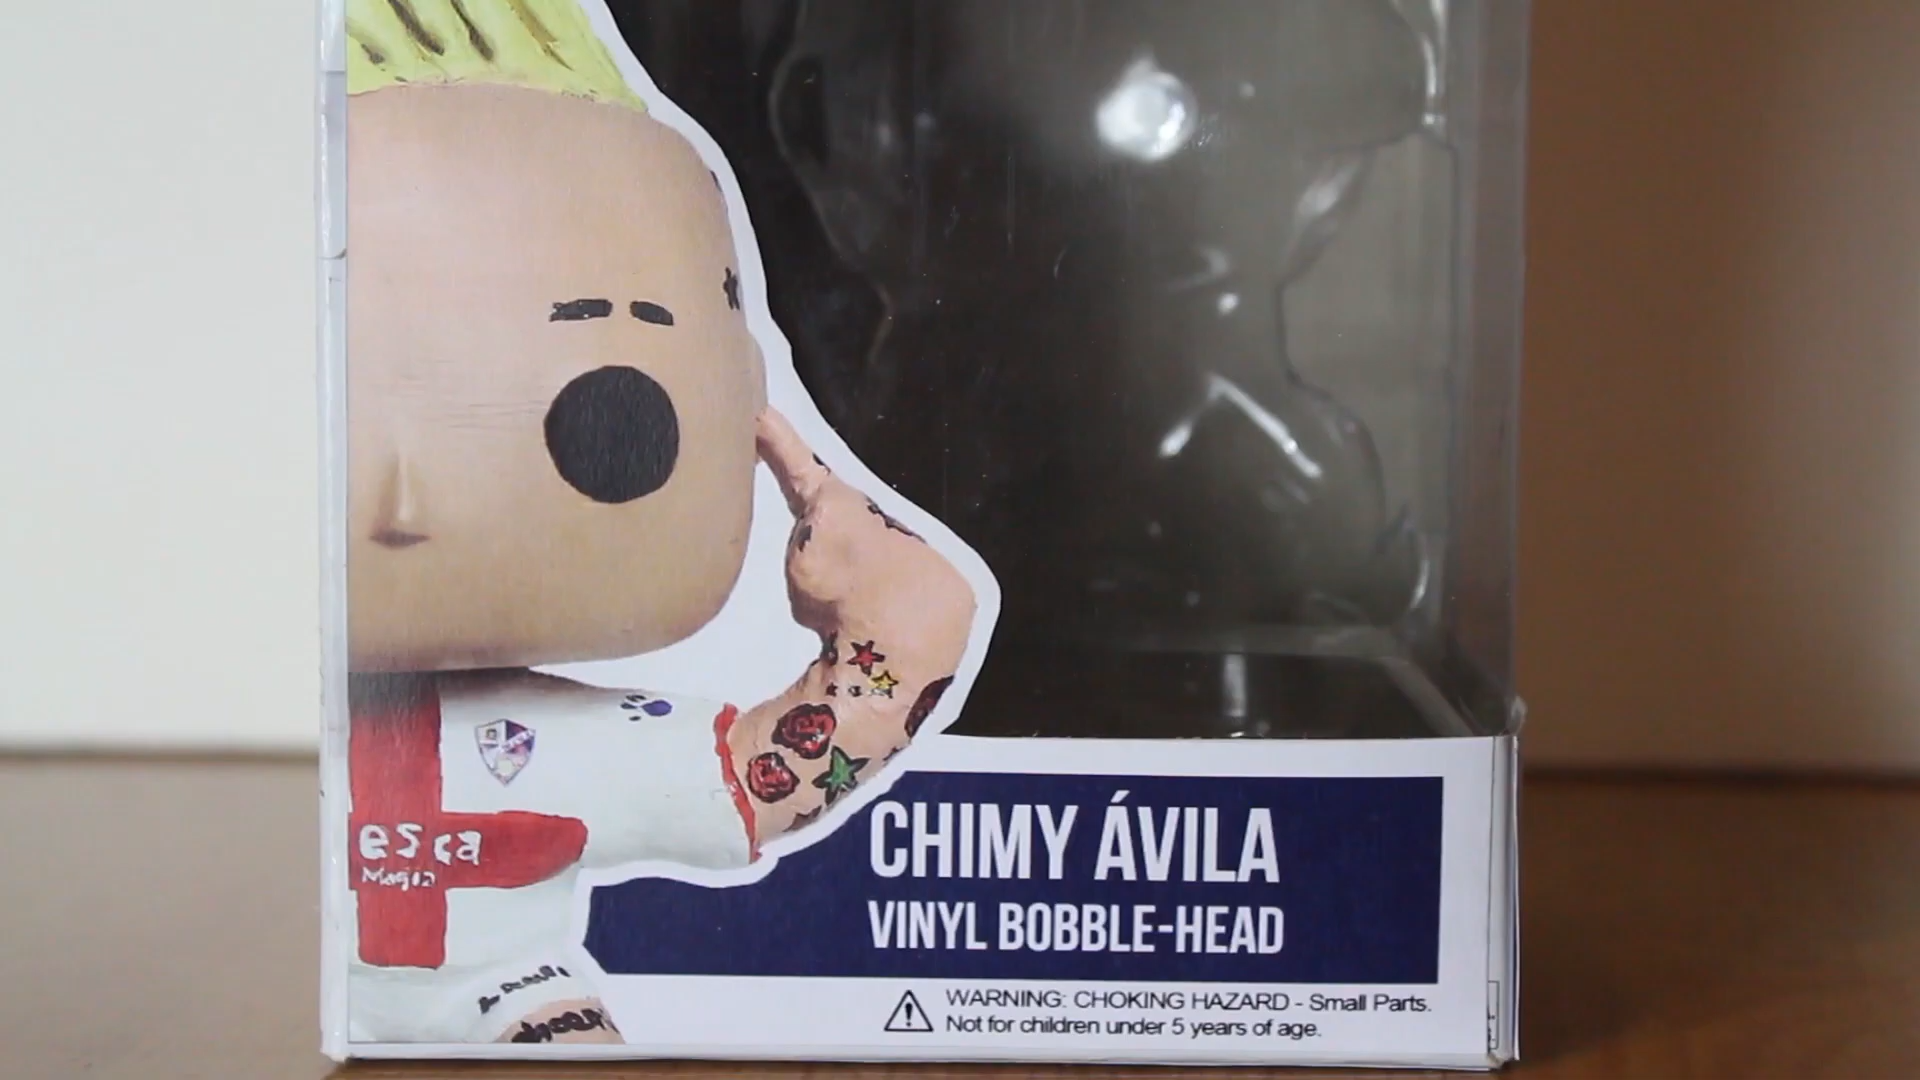 esca
Magia
CHIMY ÁVILA
VINYL BOBBLE-HEAD
WARNING: CHOKING HAZARD - Small Parts.
Not for children under 5 years of age.